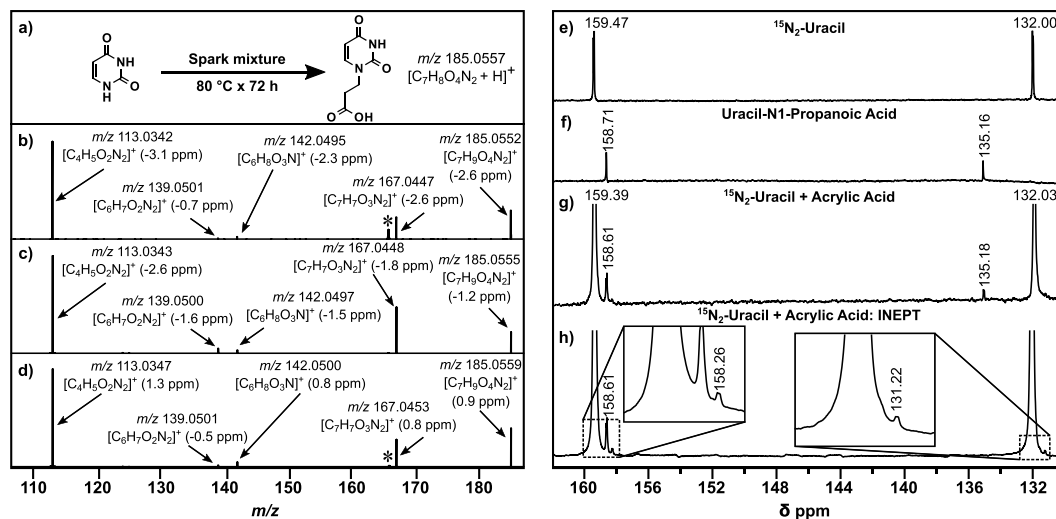 a)
O
NH
N
H
O
Spark mixture
80 °C x 72 h
O
NH
N
O
O
OH
m/z 185.0557
[C7H8O4N2 + H]+
b)
m/z 113.0342
[C4H5O2N2]+ (-3.1 ppm)
m/z 139.0501
[C6H7O2N2]+ (-0.7 ppm)
m/z 142.0495
[C6H8O3N]+ (-2.3 ppm)
m/z 167.0447
[C7H7O3N2]+ (-2.6 ppm)
*
m/z 185.0552
[C7H9O4N2]+
(-2.6 ppm)
c)
m/z 113.0343
[C4H5O2N2]+ (-2.6 ppm)
m/z 139.0500
[C6H7O2N2]+ (-1.6 ppm)
m/z 142.0497
[C6H8O3N]+ (-1.5 ppm)
m/z 167.0448
[C7H7O3N2]+ (-1.8 ppm)
m/z 185.0555
[C7H9O4N2]+
(-1.2 ppm)
d)
m/z 113.0347
[C4H5O2N2]+ (1.3 ppm)
m/z 139.0501
[C6H7O2N2]+ (-0.5 ppm)
m/z 142.0500
[C6H8O3N]+ (0.8 ppm)
m/z 167.0453
[C7H7O3N2]+ (0.8 ppm)
*
m/z 185.0559
[C7H9O4N2]+
(0.9 ppm)
110 120 130 140 150 160 170 180
m/z
e)
159.47
15N2-Uracil
132.00
f)
158.71
Uracil-N1-Propanoic Acid
135.16
g)
159.39
158.61
15N2-Uracil + Acrylic Acid
135.18
132.03
h)
15N2-Uracil + Acrylic Acid: INEPT
158.61
158.26
131.22
160 156 152 148 144 140 136 132
δ ppm